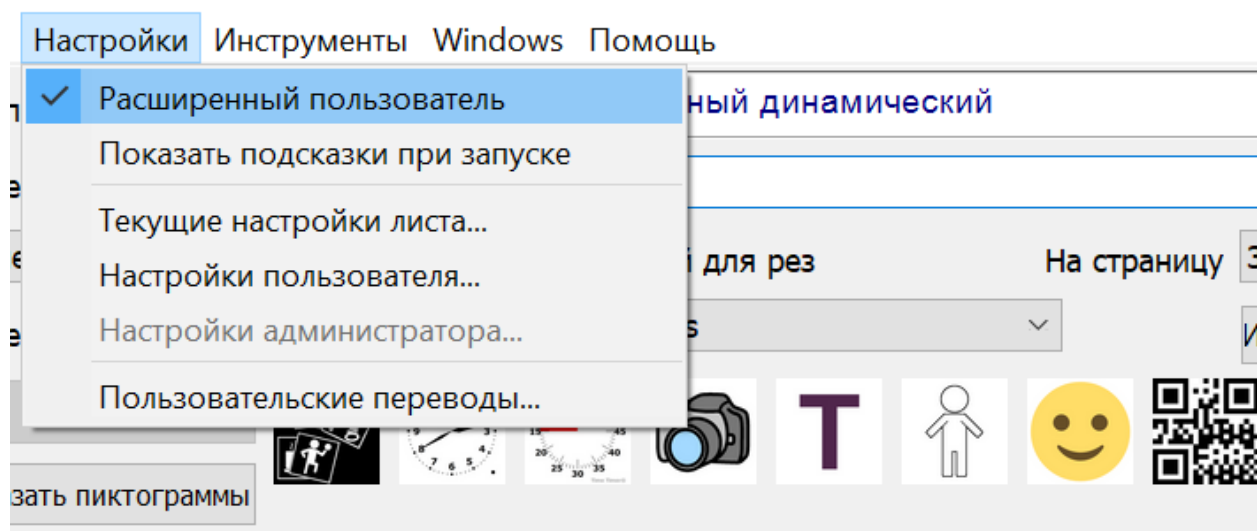 Настройки Инструменты Windows Помощь
Расширенный пользователь
ный динамический
Показать подсказки при запуске
Текущие настройки листа...
для рез
На страницу
Настройки пользователя...
Настройки администратора...
Пользовательские переводы...
T
зать пиктограммы